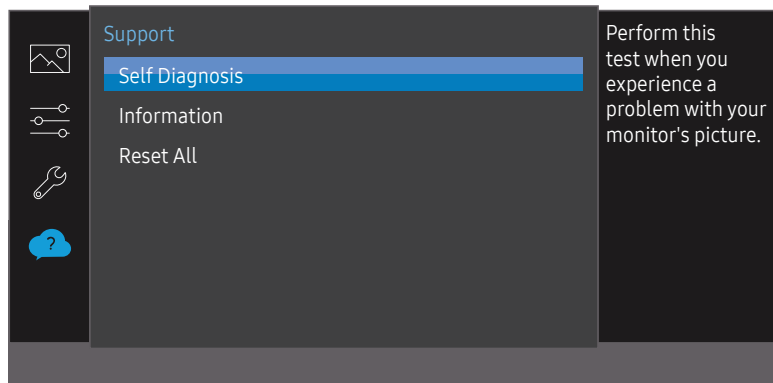 Support
Self Diagnosis
Information
Reset All
Perform this
test when you
experience a
problem with your
monitor's picture.
?